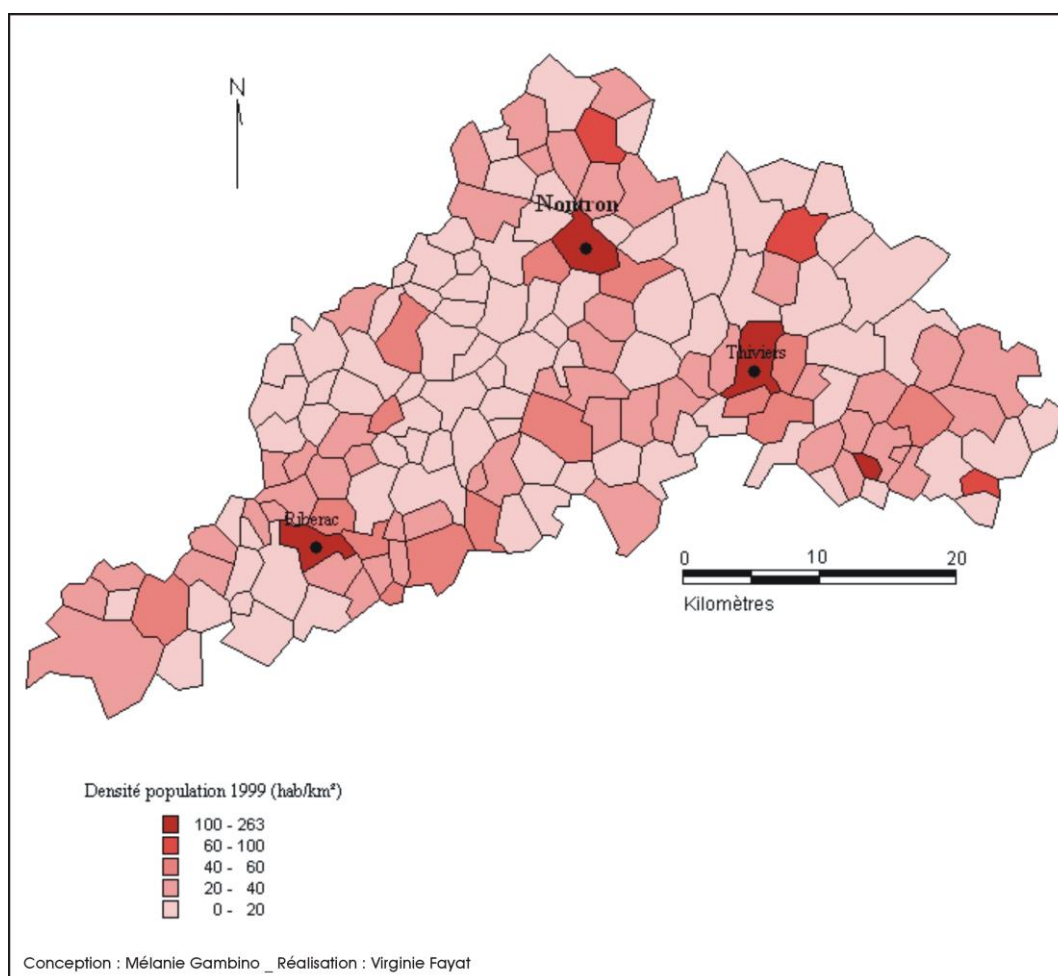 N
Nontron
Thiviers
Riberac
0 10 20
Kilomètres
Densité population 1999 (hab/km²)
100 - 263
60 - 100
40 - 60
20 - 40
0 - 20
Conception : Mélanie Gambino _ Réalisation : Virginie Fayat